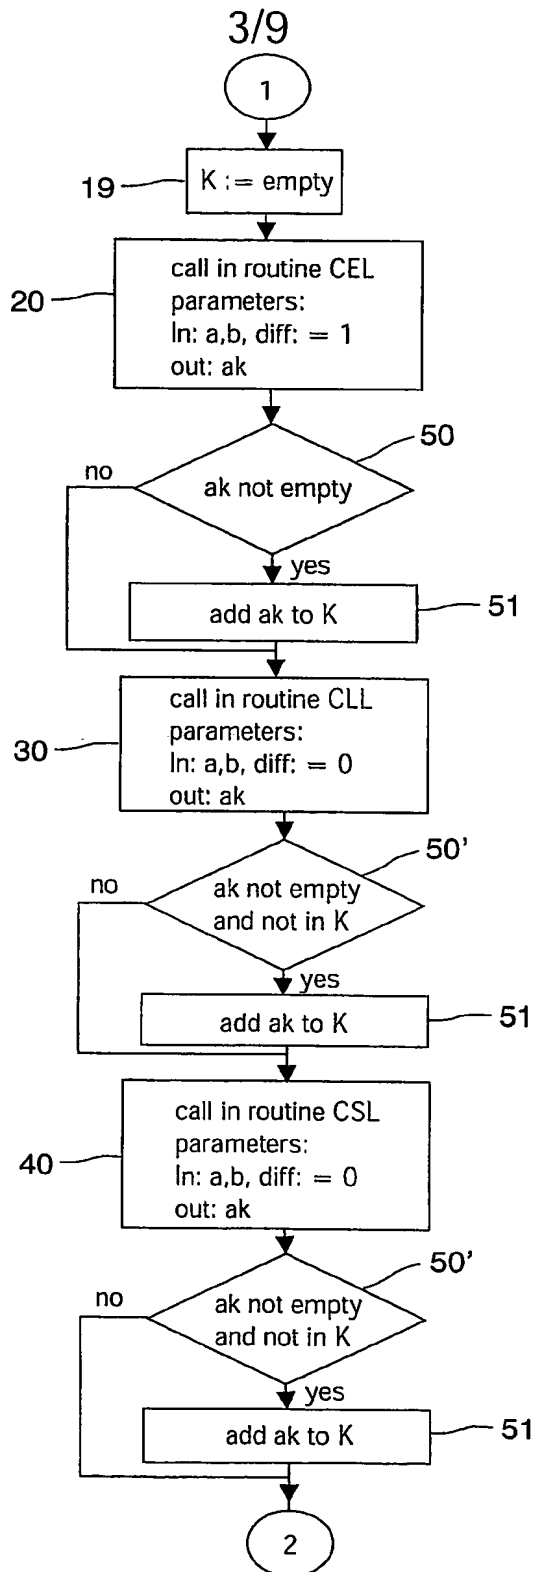 3/9
1
19
K := empty
20
call in routine CEL
parameters:
In: a,b, diff: = 1
out: ak
50
no
ak not empty
yes
51
add ak to K
30
call in routine CLL
parameters:
In: a,b, diff: = 0
out: ak
50'
no
ak not empty
and not in K
yes
51
add ak to K
40
call in routine CSL
parameters:
In: a,b, diff: = 0
out: ak
50'
no
ak not empty
and not in K
yes
51
add ak to K
2